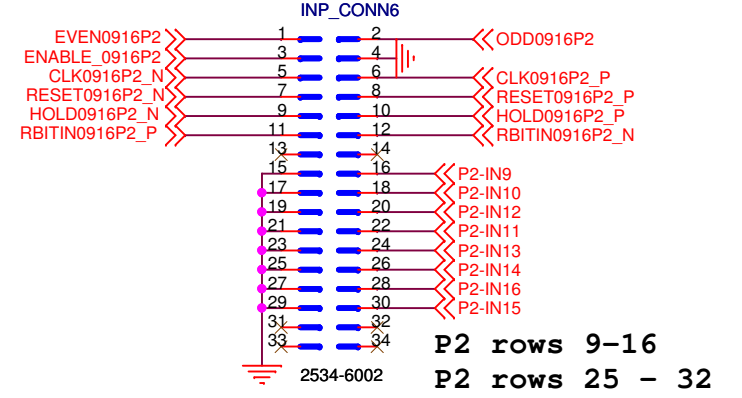 INP_CONN6
EVEN0916P2 1 2 ODD0916P2
ENABLE_0916P2 3 4
CLK0916P2_N 5 6 CLK0916P2_P
RESET0916P2_N 7 8 RESET0916P2_P
HOLD0916P2_N 9 10 HOLD0916P2_P
RBITIN0916P2_P 11 12 RBITIN0916P2_N
13 14
15 16 P2-IN9
17 18 P2-IN10
19 20 P2-IN12
21 22 P2-IN11
23 24 P2-IN13
25 26 P2-IN14
27 28 P2-IN16
29 30 P2-IN15
31 32
33 34
P2 rows 9-16
2534-6002
P2 rows 25 - 32